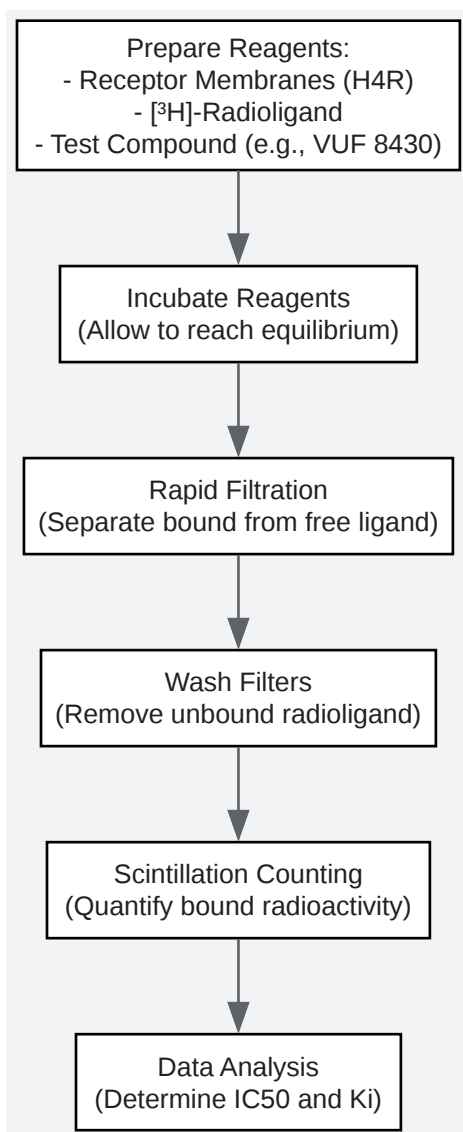 Prepare Reagents:
- Receptor Membranes (H4R)
- [³H]-Radioligand
- Test Compound (e.g., VUF 8430)
Incubate Reagents
(Allow to reach equilibrium)
Rapid Filtration
(Separate bound from free ligand)
Wash Filters
(Remove unbound radioligand)
Scintillation Counting
(Quantify bound radioactivity)
Data Analysis
(Determine IC50 and Ki)